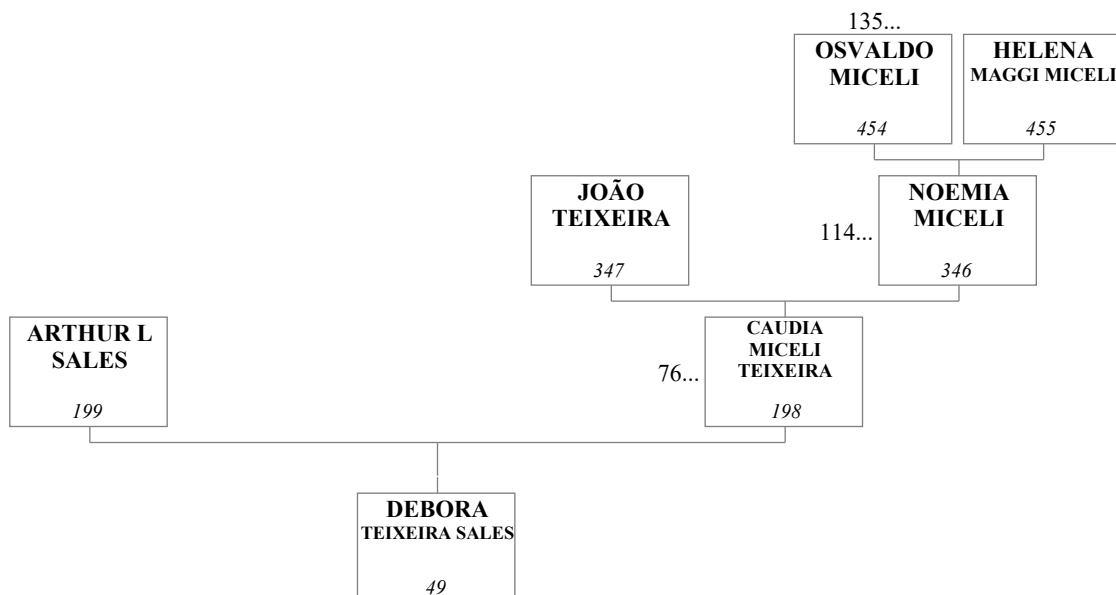 135...
OSVALDO
MICELI
454
HELENA
MAGGI MICELI
455
JOÃO
TEIXEIRA
347
114...
NOEMIA
MICELI
346
ARTHUR L
SALES
199
76...
CAUDIA
MICELI
TEIXEIRA
198
DEBORA
TEIXEIRA SALES
49